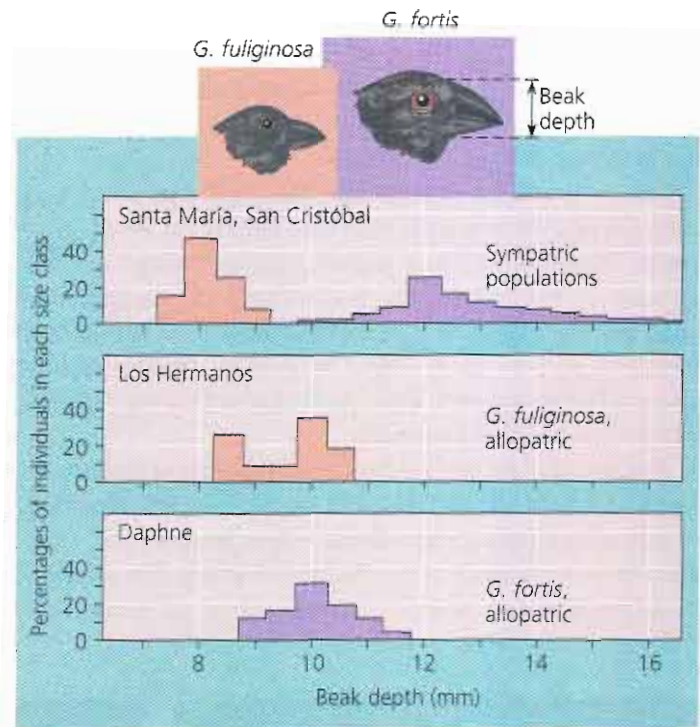 G. fuliginosa
G. fortis
Beak
depth
Percentages of individuals in each size class
Santa María, San Cristóbal
Sympatric
populations
40
20
0
Los Hermanos
G. fuliginosa,
allopatric
40
20
0
Daphne
G. fortis,
allopatric
40
20
0
8 10 12 14 16
Beak depth (mm)